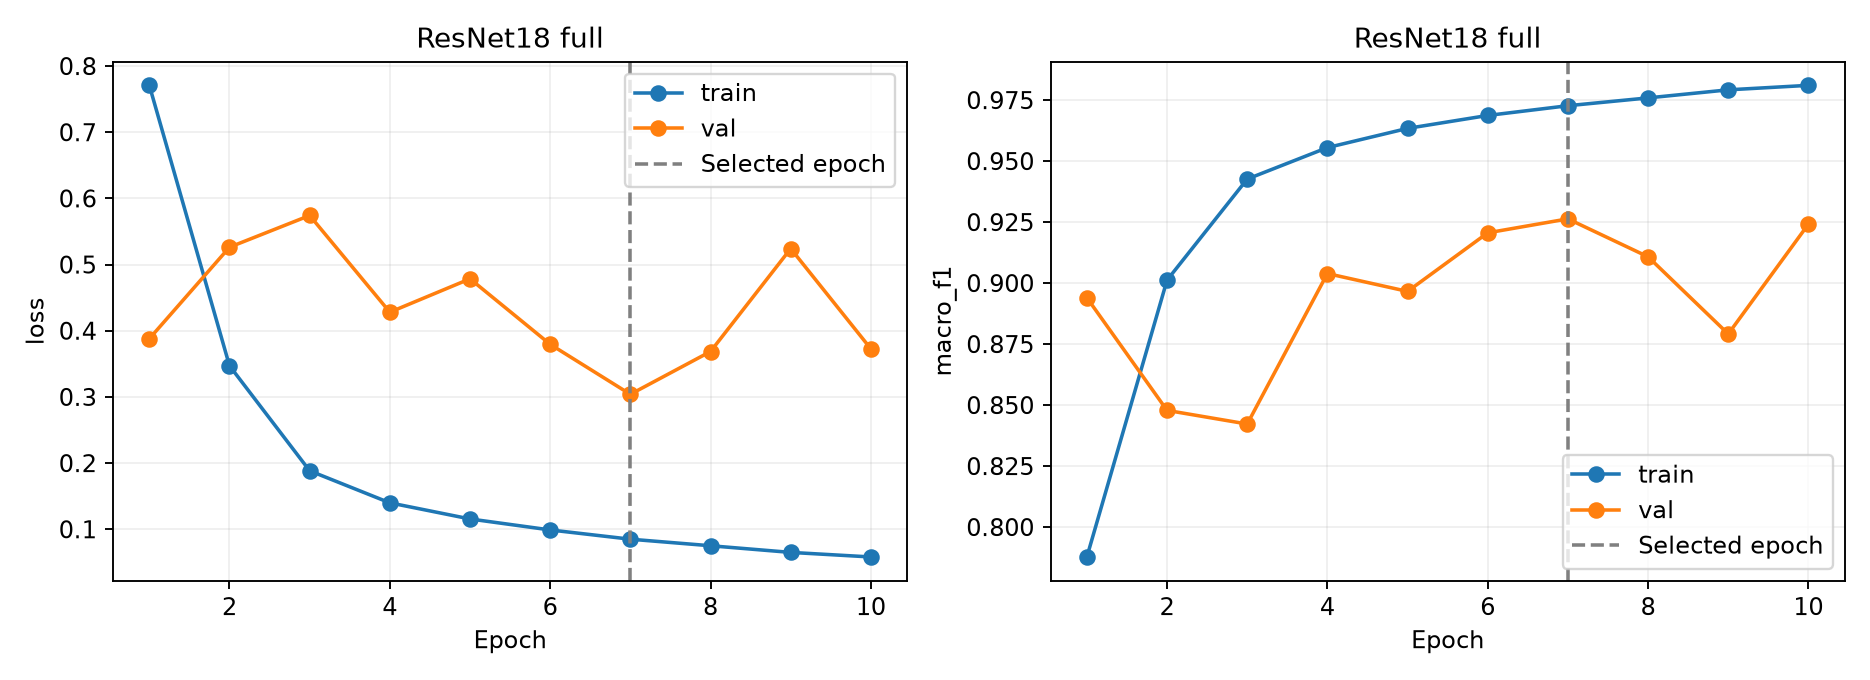 ResNet18 full
0.8
0.7
0.6
0.5
0.4
0.3
0.2
0.1
loss
2
4
6
8
10
Epoch
train
val
Selected epoch
ResNet18 full
0.975
0.950
0.925
0.900
0.875
0.850
0.825
0.800
macro_f1
2
4
6
8
10
Epoch
train
val
Selected epoch